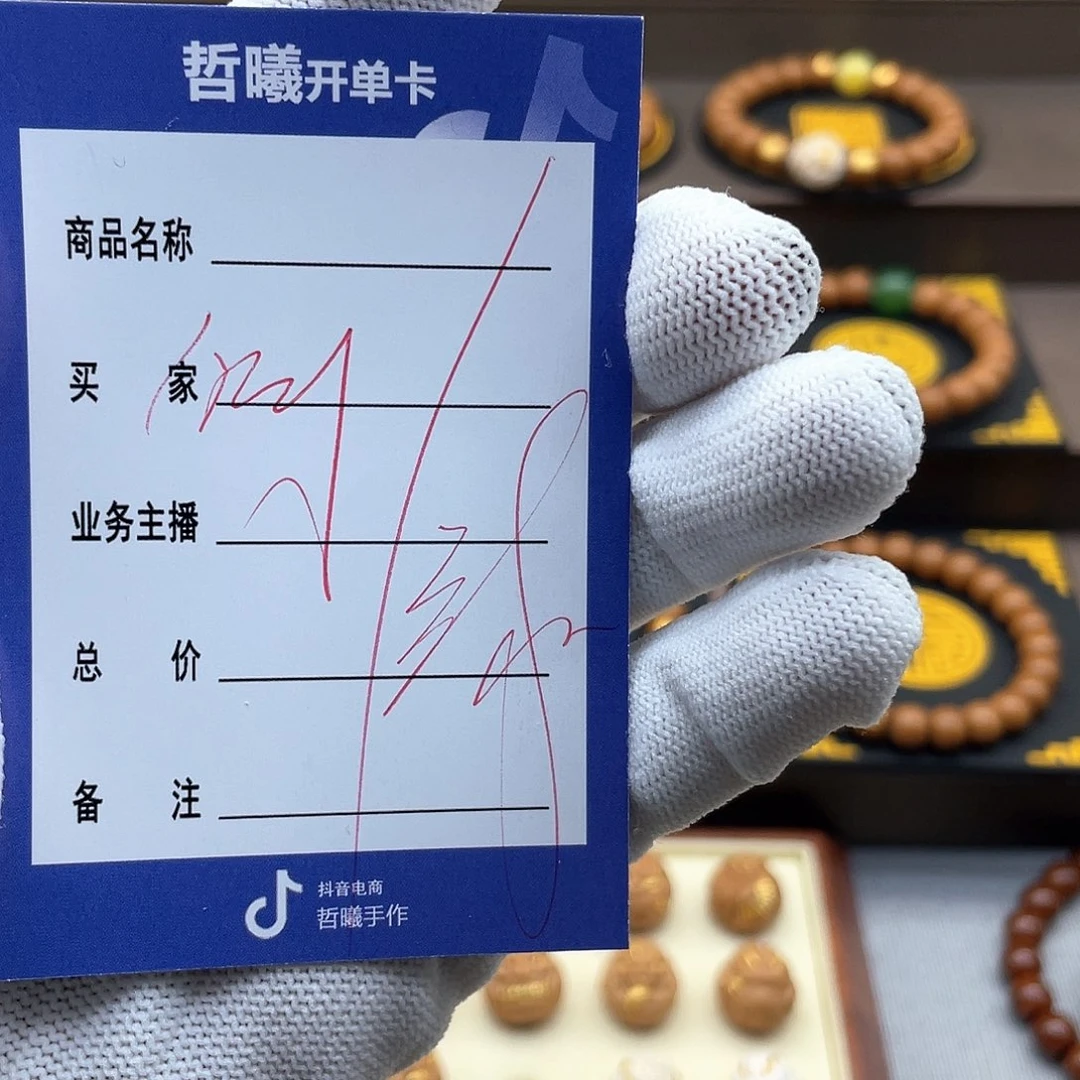 哲曦开单卡
商品名称
买家
业务主播
总价
备注
抖音电商
哲曦手作